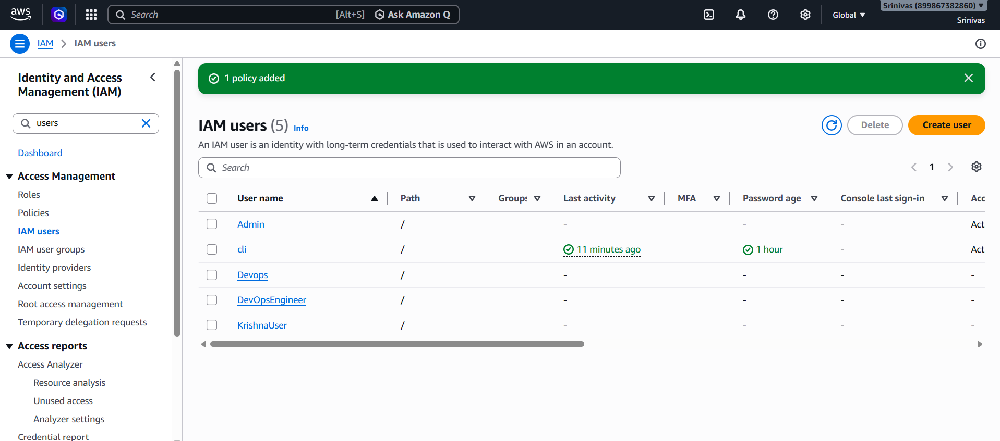 aws
Search [Alt+S] Ask Amazon Q
Global
Srinivas (899867382860)
Srinivas
IAM > IAM users
Identity and Access
Management (IAM)
users
Dashboard
Access Management
Roles
Policies
IAM users
IAM user groups
Identity providers
Account settings
Root access management
Temporary delegation requests
Access reports
Access Analyzer
Resource analysis
Unused access
Analyzer settings
Credential report
1 policy added
IAM users (5) Info
Delete
Create user
An IAM user is an identity with long-term credentials that is used to interact with AWS in an account.
Search
1
User name Path Groups Last activity MFA Password age Console last sign-in Acc
Admin / - - - Acti
cli / 11 minutes ago 1 hour - Acti
Devops / - - - -
DevOpsEngineer / - - - -
KrishnaUser / - - - -